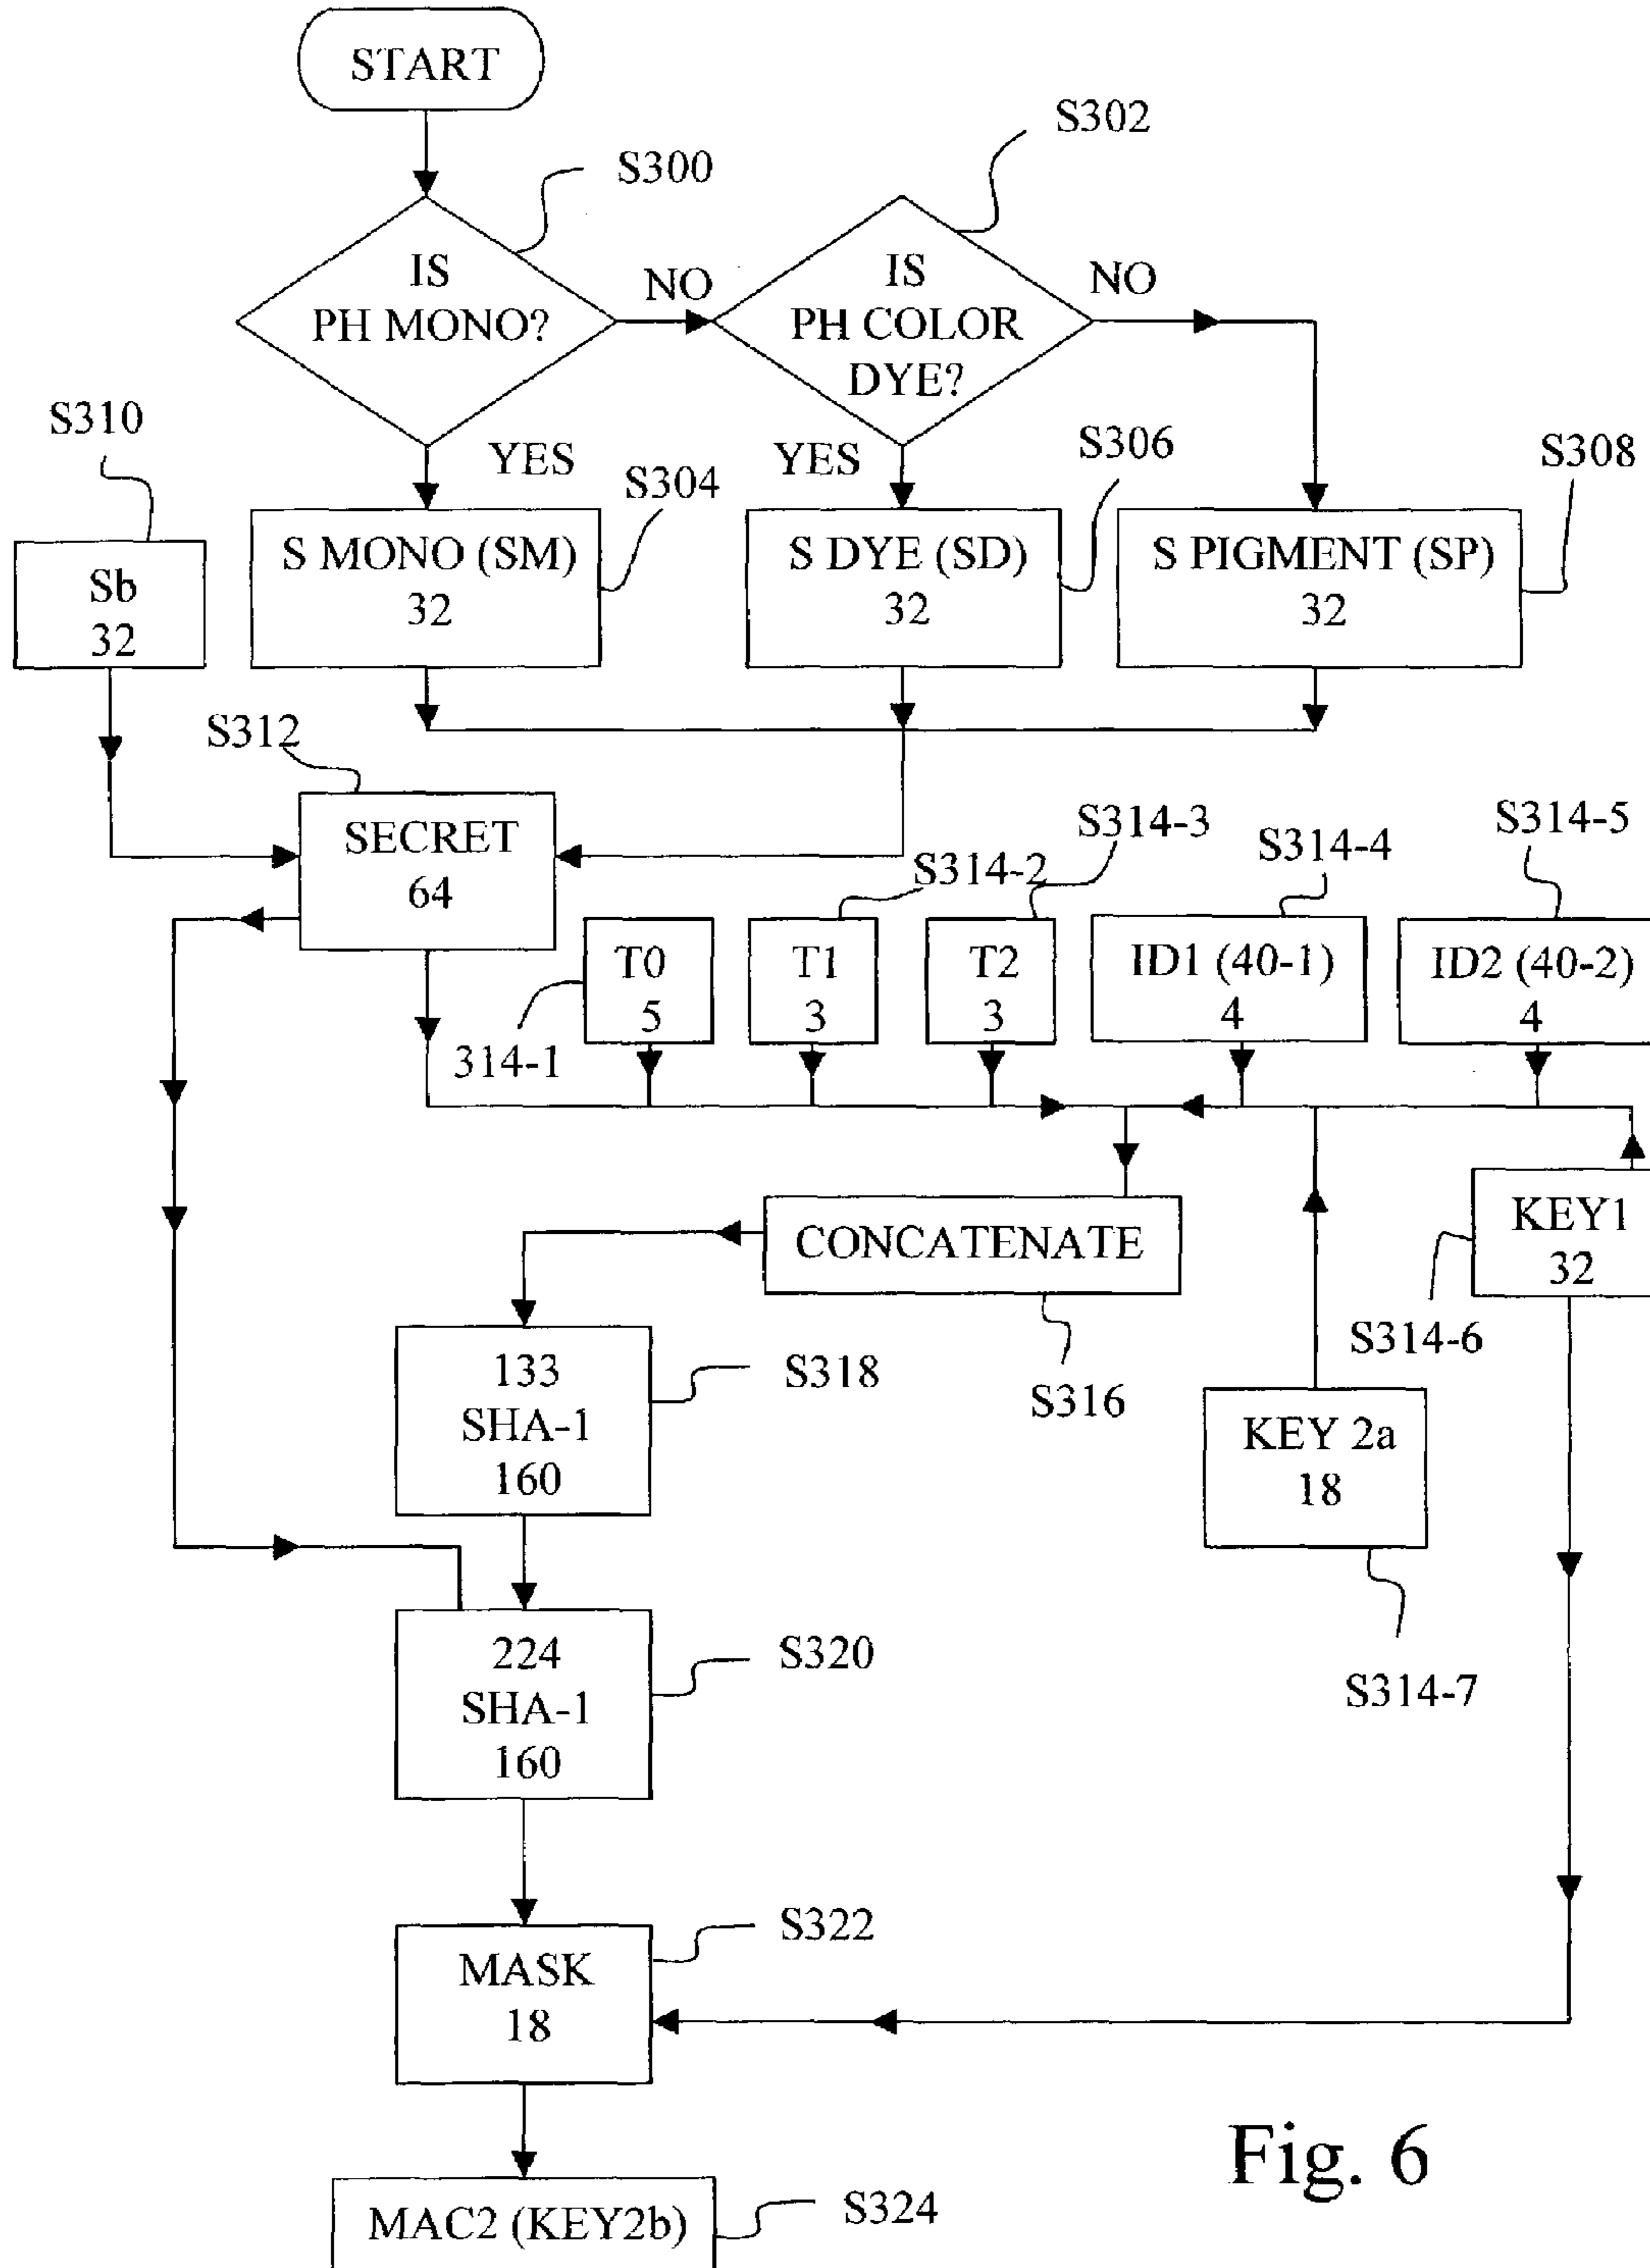 START
S302
S300
IS
PH MONO?
NO
IS
PH COLOR
DYE?
NO
S310
YES
S304
YES
S306
S308
Sb
32
S MONO (SM)
32
S DYE (SD)
32
S PIGMENT (SP)
32
S312
SECRET
64
S314-2
S314-3
S314-4
S314-5
314-1
T0
5
T1
3
T2
3
ID1 (40-1)
4
ID2 (40-2)
4
CONCATENATE
KEY1
32
S314-6
S316
133
SHA-1
160
S318
KEY 2a
18
S314-7
224
SHA-1
160
S320
MASK
18
S322
MAC2 (KEY2b)
S324
Fig. 6